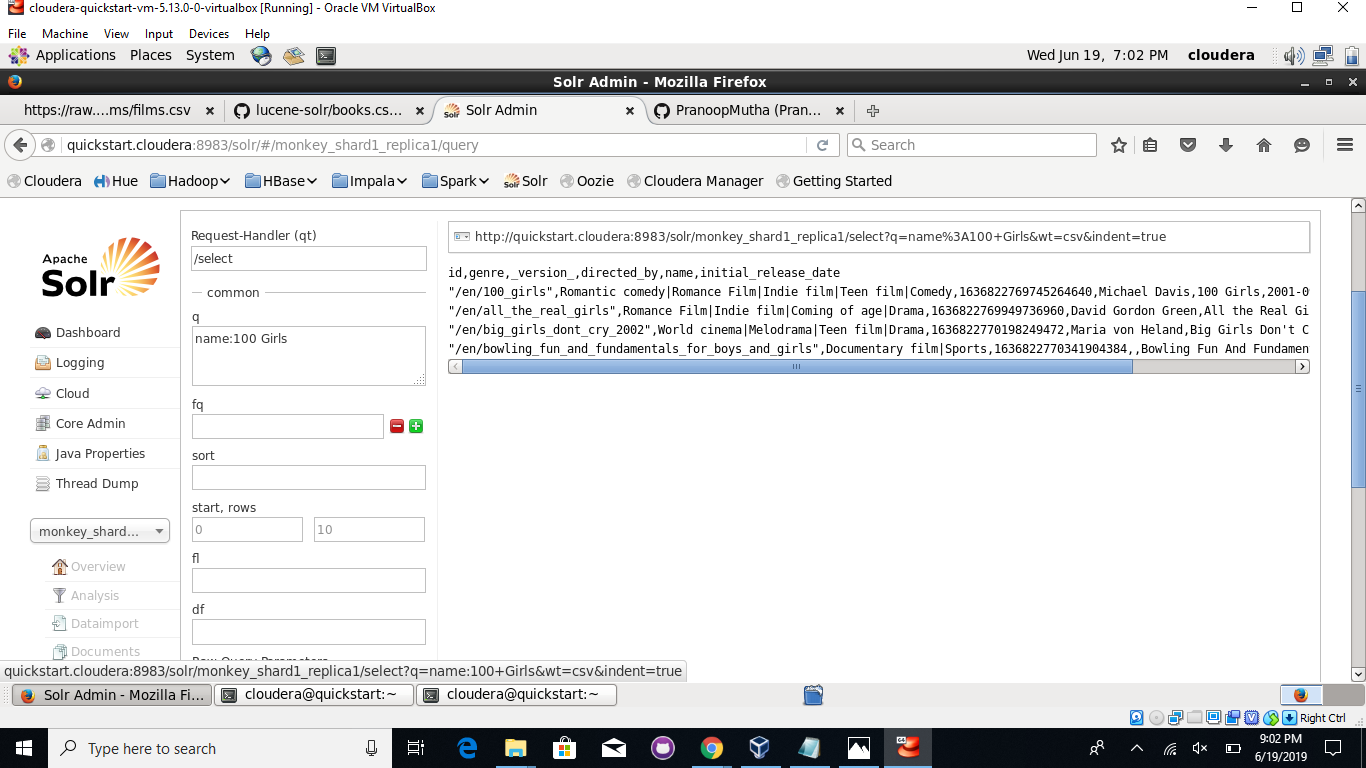 cloudera-quickstart-vm-5.13.0-0-virtualbox [Running] - Oracle VM VirtualBox
File Machine View Input Devices Help
Applications Places System Wed Jun 19, 7:02 PM cloudera
Solr Admin - Mozilla Firefox
https://raw....ms/films.csv lucene-solr/books.cs... Solr Admin PranoopMutha (Pran...
quickstart.cloudera:8983/solr/#/monkey_shard1_replica1/query Search
Cloudera Hue Hadoop HBase Impala Spark Solr Oozie Cloudera Manager Getting Started
Apache
Solr
Dashboard
Logging
Cloud
Core Admin
Java Properties
Thread Dump
monkey_shard...
Overview
Analysis
Dataimport
Documents
Request-Handler (qt)
/select
common
q
name:100 Girls
fq
sort
start, rows
0 10
fl
df
http://quickstart.cloudera:8983/solr/monkey_shard1_replica1/select?q=name%3A100+Girls&wt=csv&indent=true
id,genre,_version_,directed_by,name,initial_release_date
"/en/100_girls",Romantic comedy|Romance Film|Indie film|Teen film|Comedy,1636822769745264640,Michael Davis,100 Girls,2001-0
"/en/all_the_real_girls",Romance Film|Indie film|Coming of age|Drama,1636822769949736960,David Gordon Green,All the Real Gi
"/en/big_girls_dont_cry_2002",World cinema|Melodrama|Teen film|Drama,1636822770198249472,Maria von Heland,Big Girls Don't C
"/en/bowling_fun_and_fundamentals_for_boys_and_girls",Documentary film|Sports,1636822770341904384,,Bowling Fun And Fundamen
quickstart.cloudera:8983/solr/monkey_shard1_replica1/select?q=name:100+Girls&wt=csv&indent=true
Solr Admin - Mozilla Fi... cloudera@quickstart:~ cloudera@quickstart:~
Right Ctrl
Type here to search
9:02 PM
6/19/2019